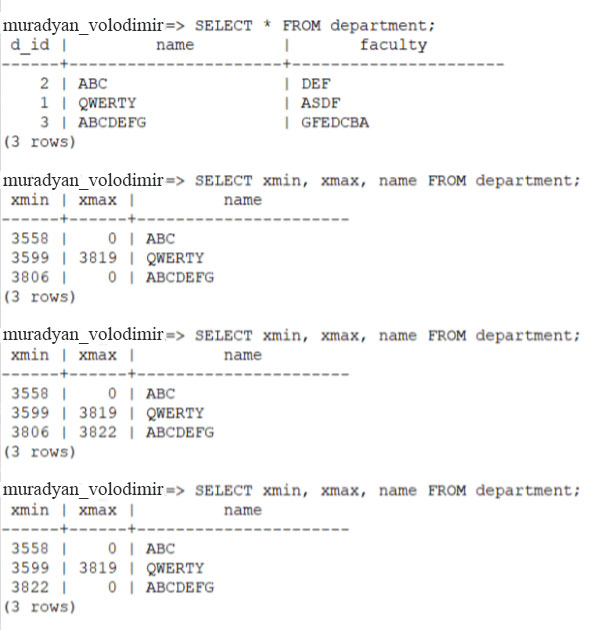 muradyan_volodimir=> SELECT * FROM department;
 d_id |           name            |        faculty
------+---------------------------+------------------------
    2 | ABC                       | DEF
    1 | QWERTY                    | ASDF
    3 | ABCDEFG                   | GFEDCBA
(3 rows)
muradyan_volodimir=> SELECT xmin, xmax, name FROM department;
 xmin | xmax |          name
------+------+------------------------
 3558 |    0 | ABC
 3599 | 3819 | QWERTY
 3806 |    0 | ABCDEFG
(3 rows)
muradyan_volodimir=> SELECT xmin, xmax, name FROM department;
 xmin | xmax |          name
------+------+------------------------
 3558 |    0 | ABC
 3599 | 3819 | QWERTY
 3806 | 3822 | ABCDEFG
(3 rows)
muradyan_volodimir=> SELECT xmin, xmax, name FROM department;
 xmin | xmax |          name
------+------+------------------------
 3558 |    0 | ABC
 3599 | 3819 | QWERTY
 3822 |    0 | ABCDEFG
(3 rows)